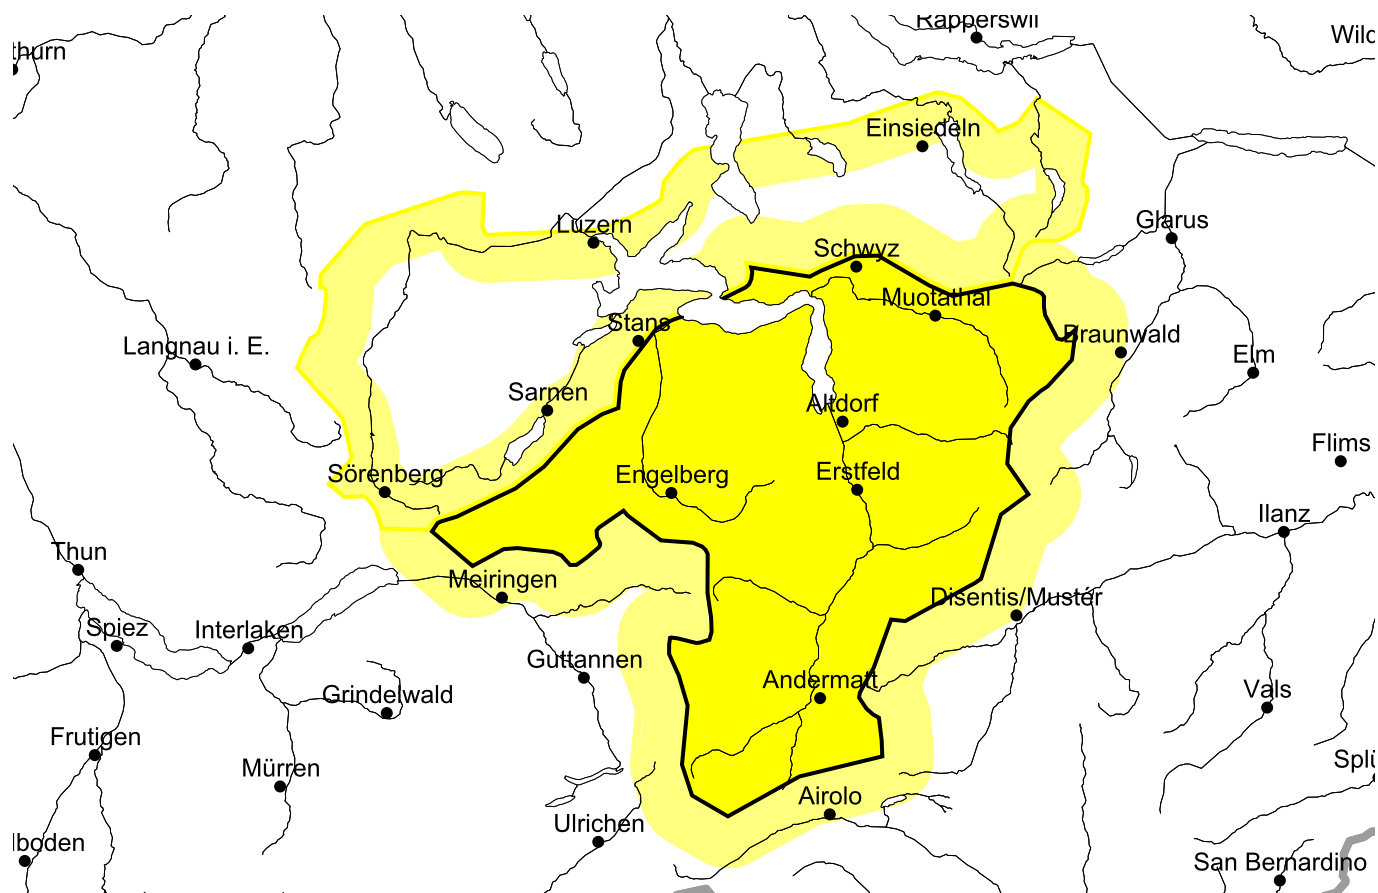 Rapperswil
Wild
thurn
Einsiedeln
Glarus
Luzern
Schwyz
Muotathal
Stans
Braunwald
Langnau i. E.
Elm
Sarnen
Altdorf
Flims
Sörenberg
Engelberg
Erstfeld
Ilanz
Thun
Meiringen
Disentis/Mustér
Spiez
Interlaken
Guttannen
Andermatt
Vals
Grindelwald
Frutigen
Mürren
Splü
Airolo
Ulrichen
lboden
San Bernardino